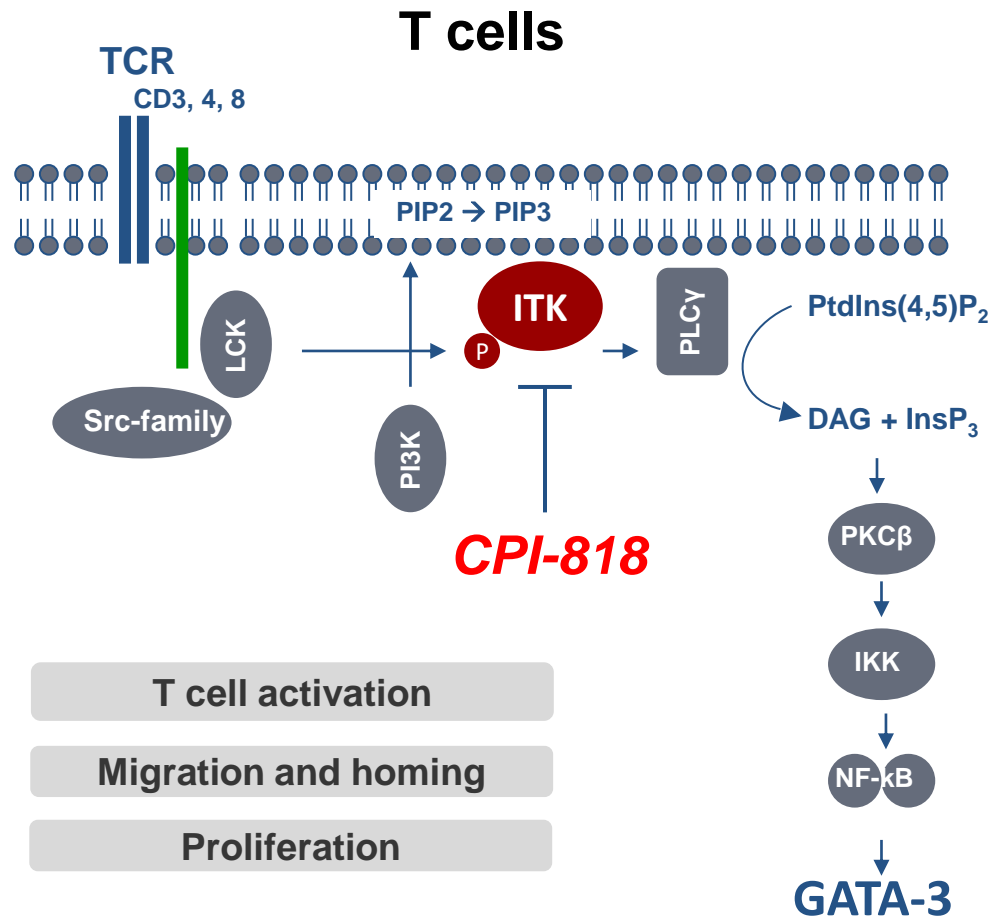 T cells
TCR
CD3, 4, 8
PIP2 → PIP3
ITK
P
LCK
PLCγ
PtdIns(4,5)P₂
Src-family
PI3K
DAG + InsP₃
CPI-818
PKCβ
IKK
T cell activation
Migration and homing
NF-kB
Proliferation
GATA-3